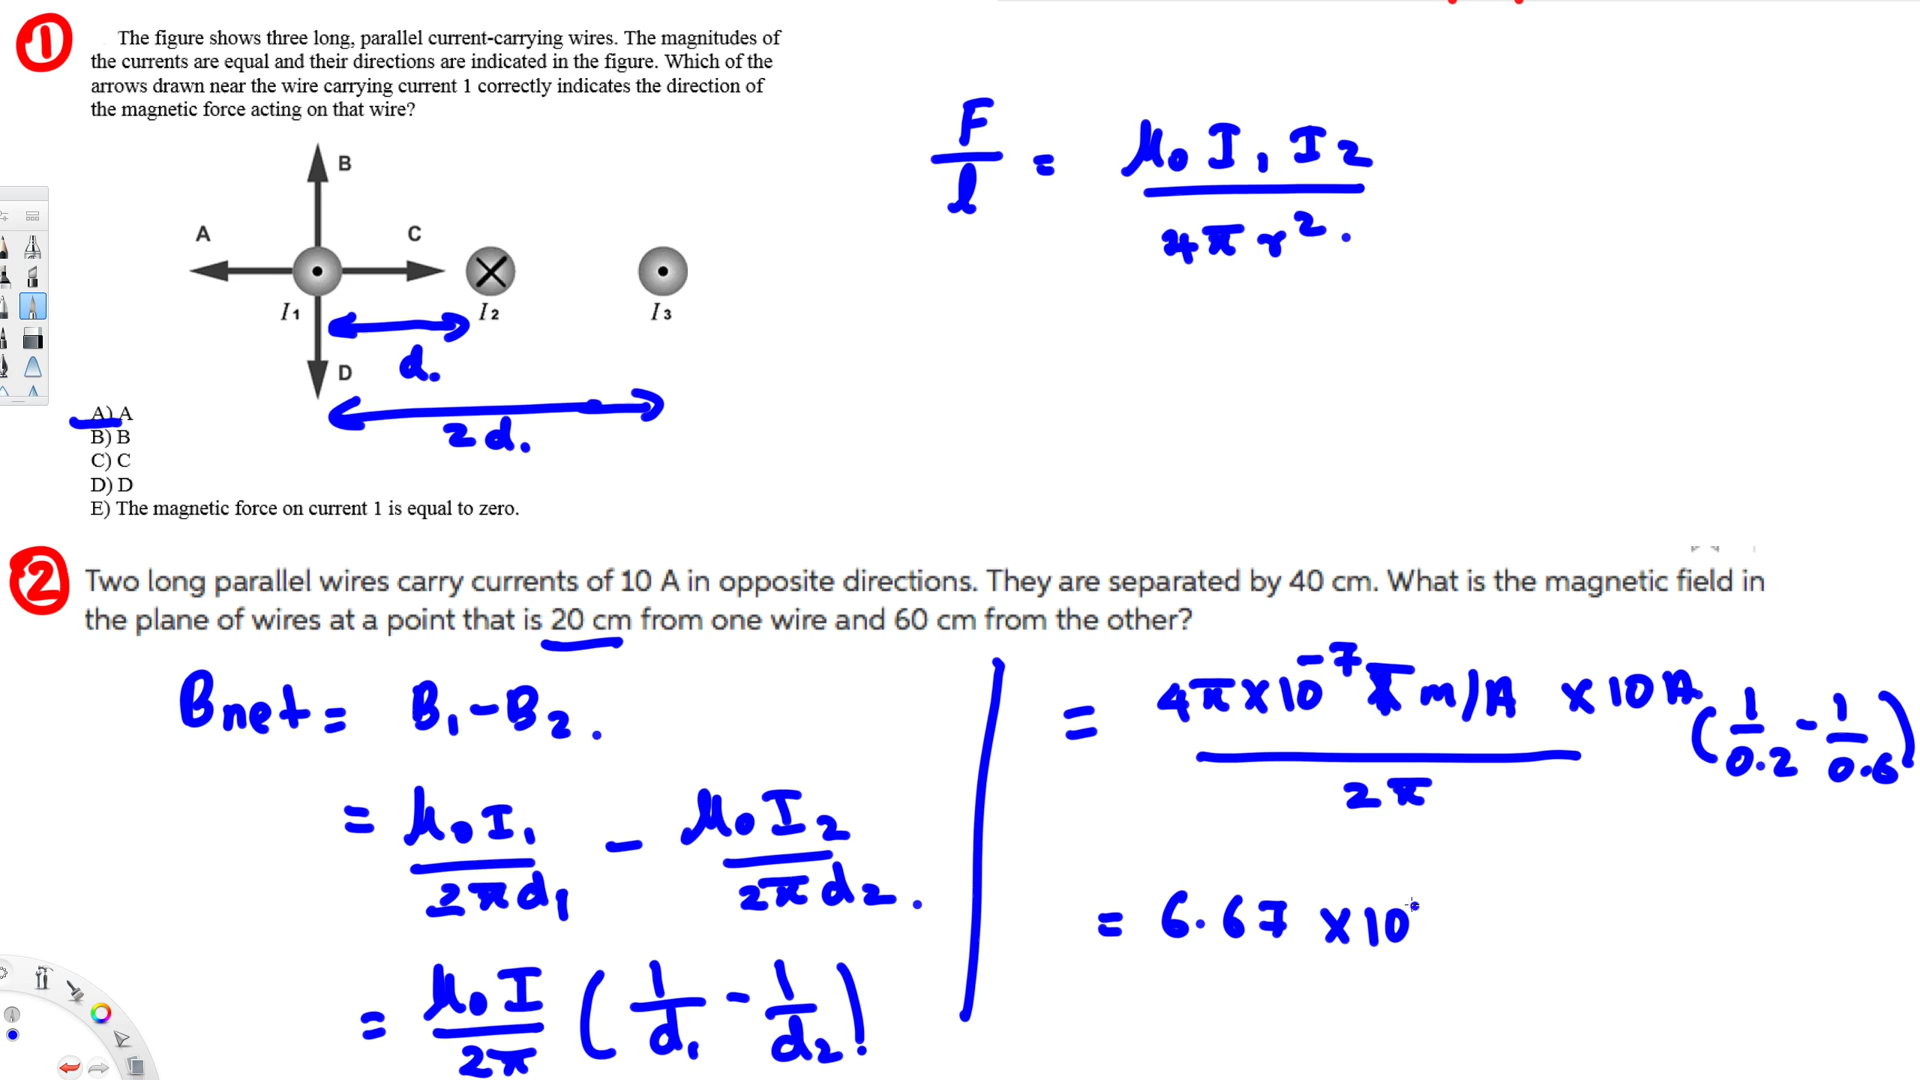 ①
The figure shows three long, parallel current-carrying wires. The magnitudes of
the currents are equal and their directions are indicated in the figure. Which of the
arrows drawn near the wire carrying current 1 correctly indicates the direction of
the magnetic force acting on that wire?
B
A
C
I1
I2
I3
d.
D
2d.
A) A
B) B
C) C
D) D
E) The magnetic force on current 1 is equal to zero.
F/l = μ₀ I₁ I₂ / 4π r².
②
Two long parallel wires carry currents of 10 A in opposite directions. They are separated by 40 cm. What is the magnetic field in
the plane of wires at a point that is 20 cm from one wire and 60 cm from the other?
Bnet = B₁ - B₂.
= μ₀I₁/2πd₁ - μ₀I₂/2πd₂.
= μ₀I/2π (1/d₁ - 1/d₂)
= 4π×10⁻⁷ T m/A × 10A / 2π (1/0.2 - 1/0.6)
= 6.67 ×10